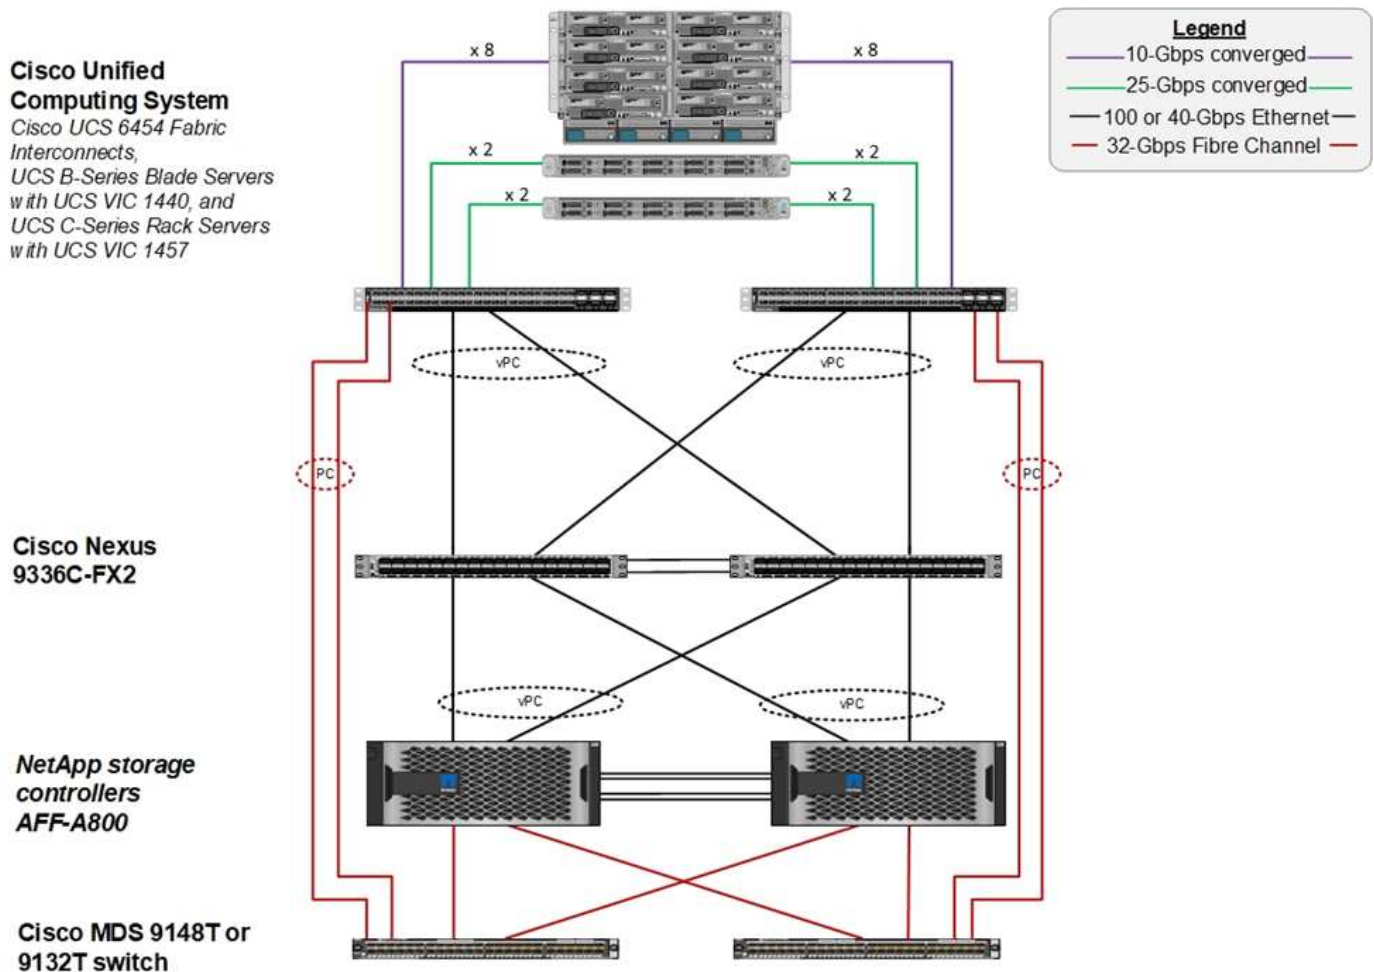 Cisco Unified
Computing System
Cisco UCS 6454 Fabric
Interconnects,
UCS B-Series Blade Servers
with UCS VIC 1440, and
UCS C-Series Rack Servers
with UCS VIC 1457
x 8
x 8
x 2
x 2
x 2
x 2
Legend
10-Gbps converged
25-Gbps converged
100 or 40-Gbps Ethernet
32-Gbps Fibre Channel
vPC
vPC
PC
PC
Cisco Nexus
9336C-FX2
vPC
vPC
NetApp storage
controllers
AFF-A800
Cisco MDS 9148T or
9132T switch